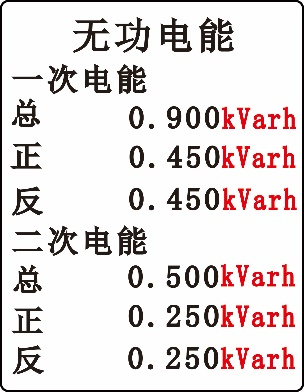 无功电能
一次电能
总 0.900kVarh
正 0.450kVarh
反 0.450kVarh
二次电能
总 0.500kVarh
正 0.250kVarh
反 0.250kVarh